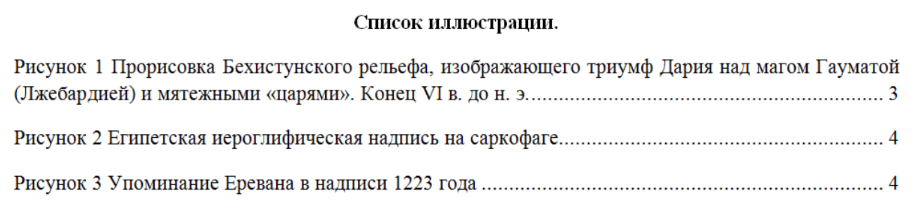 Список иллюстрации.
Рисунок 1 Прорисовка Бехистунского рельефа, изображающего триумф Дария над магом Гауматой
(Лжебардией) и мятежными «царями». Конец VI в. до н. э.................................................................... 3
Рисунок 2 Египетская иероглифическая надпись на саркофаге.............................................................. 4
Рисунок 3 Упоминание Еревана в надписи 1223 года ............................................................................ 4